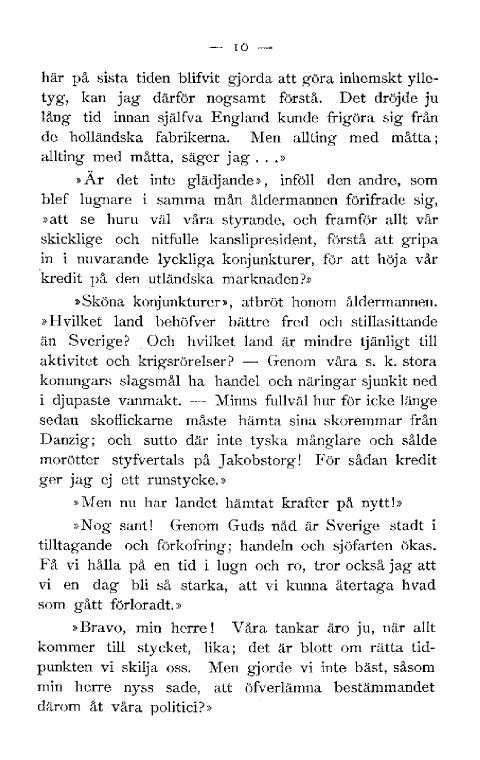 — 10 —
här på sista tiden blifvit gjorda att göra inhemskt ylle-
tyg, kan jag därför nogsamt förstå. Det dröjde ju
lång tid innan själfva England kunde frigöra sig från
de holländska fabrikerna. Men allting med måtta;
allting med måtta, säger jag . . .»
»Är det inte glädjande», inföll den andre, som
blef lugnare i samma mån åldermannen förifrade sig,
»att se huru väl våra styrande, och framför allt vår
skicklige och nitfulle kanslipresident, förstå att gripa
in i nuvarande lyckliga konjunkturer, för att höja vår
kredit på den utländska marknaden?»
»Sköna konjunkturer», afbröt honom åldermannen.
»Hvilket land behöfver bättre fred och stillasittande
än Sverige? Och hvilket land är mindre tjänligt till
aktivitet och krigsrörelser? — Genom våra s. k. stora
konungars slagsmål ha handel och näringar sjunkit ned
i djupaste vanmakt. — Minns fullväl hur för icke länge
sedan skoflickarne måste hämta sina skoremmar från
Danzig; och sutto där inte tyska månglare och sålde
morötter styfvertals på Jakobstorg! För sådan kredit
ger jag ej ett runstycke.»
»Men nu har landet hämtat krafter på nytt!»
»Nog sant! Genom Guds nåd är Sverige stadt i
tilltagande och förkofring; handeln och sjöfarten ökas.
Få vi hålla på en tid i lugn och ro, tror också jag att
vi en dag bli så starka, att vi kunna återtaga hvad
som gått förloradt.»
»Bravo, min herre! Våra tankar äro ju, när allt
kommer till stycket, lika; det är blott om rätta tid-
punkten vi skilja oss. Men gjorde vi inte bäst, såsom
min herre nyss sade, att öfverlämna bestämmandet
därom åt våra politici?»